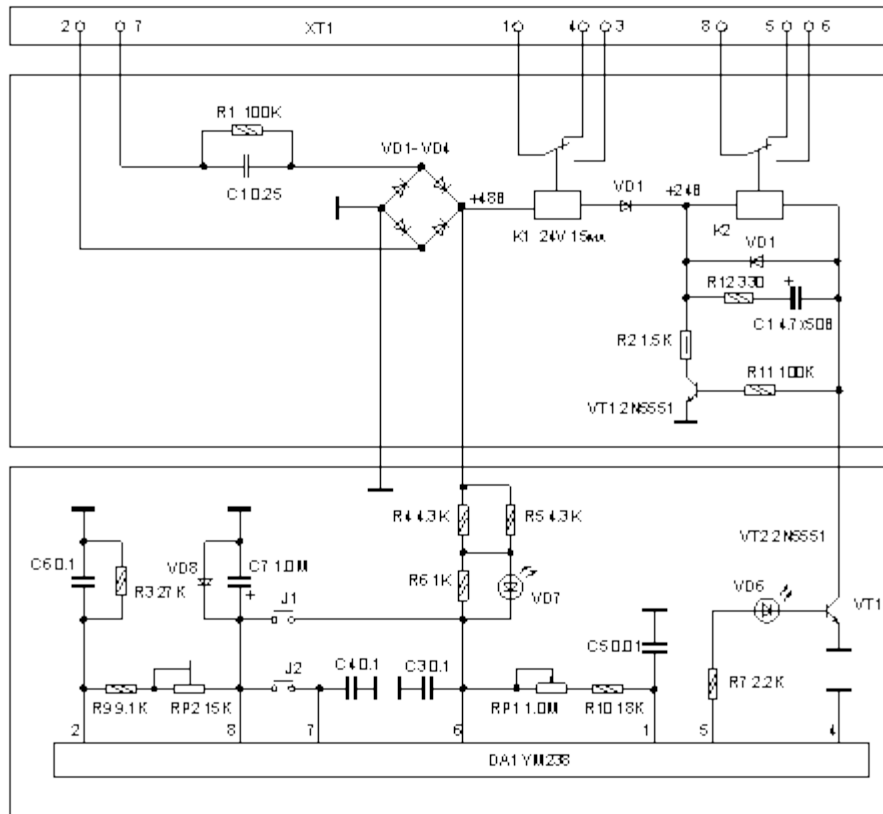 2 7 XT1 1 4 3 8 5 6
R1 100K
VD1-VD4
C1 0.25
+48В
VD1
+24В
K1 24V 15мА
K2
VD1
R12 330
+
C1 4.7x50В
R2 1.5K
R11 100K
VT1 2N5551
R4 4.3K
R5 4.3K
VT2 2N5551
C6 0.1
VD8
C7 1.0M
R6 1K
VD6
R3 27K
+
J1
VD7
VT1
C5 0.01
J2
C4 0.1
C3 0.1
R7 2.2K
R9 9.1K
RP2 15K
RP1 1.0M
R10 18K
2 8 7 6 1 5 4